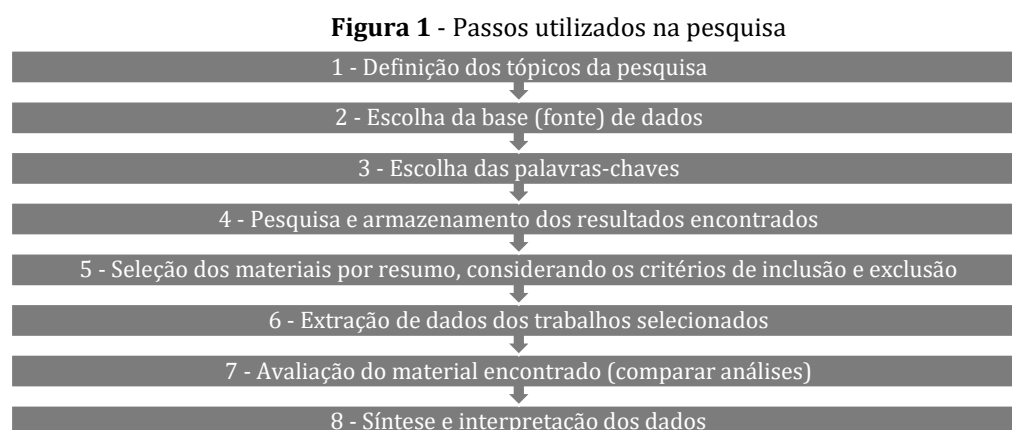 Figura 1 - Passos utilizados na pesquisa
1 - Definição dos tópicos da pesquisa
2 - Escolha da base (fonte) de dados
3 - Escolha das palavras-chaves
4 - Pesquisa e armazenamento dos resultados encontrados
5 - Seleção dos materiais por resumo, considerando os critérios de inclusão e exclusão
6 - Extração de dados dos trabalhos selecionados
7 - Avaliação do material encontrado (comparar análises)
8 - Síntese e interpretação dos dados